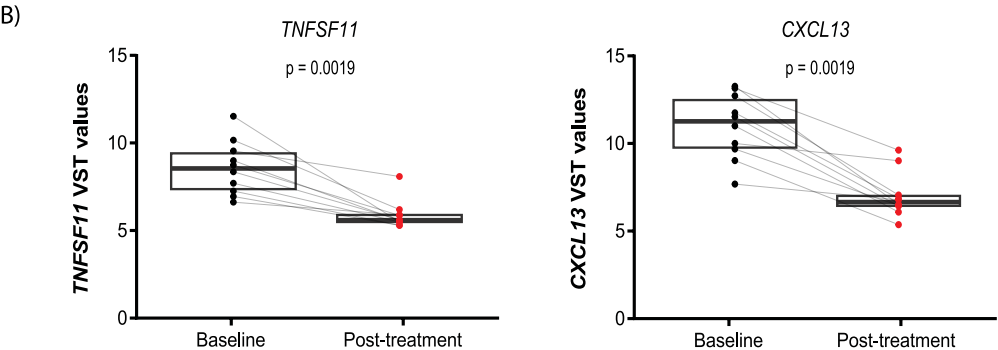 B)
TNFSF11
p = 0.0019
TNFSF11 VST values
15
10
5
0
Baseline
Post-treatment
CXCL13
p = 0.0019
CXCL13 VST values
15
10
5
0
Baseline
Post-treatment